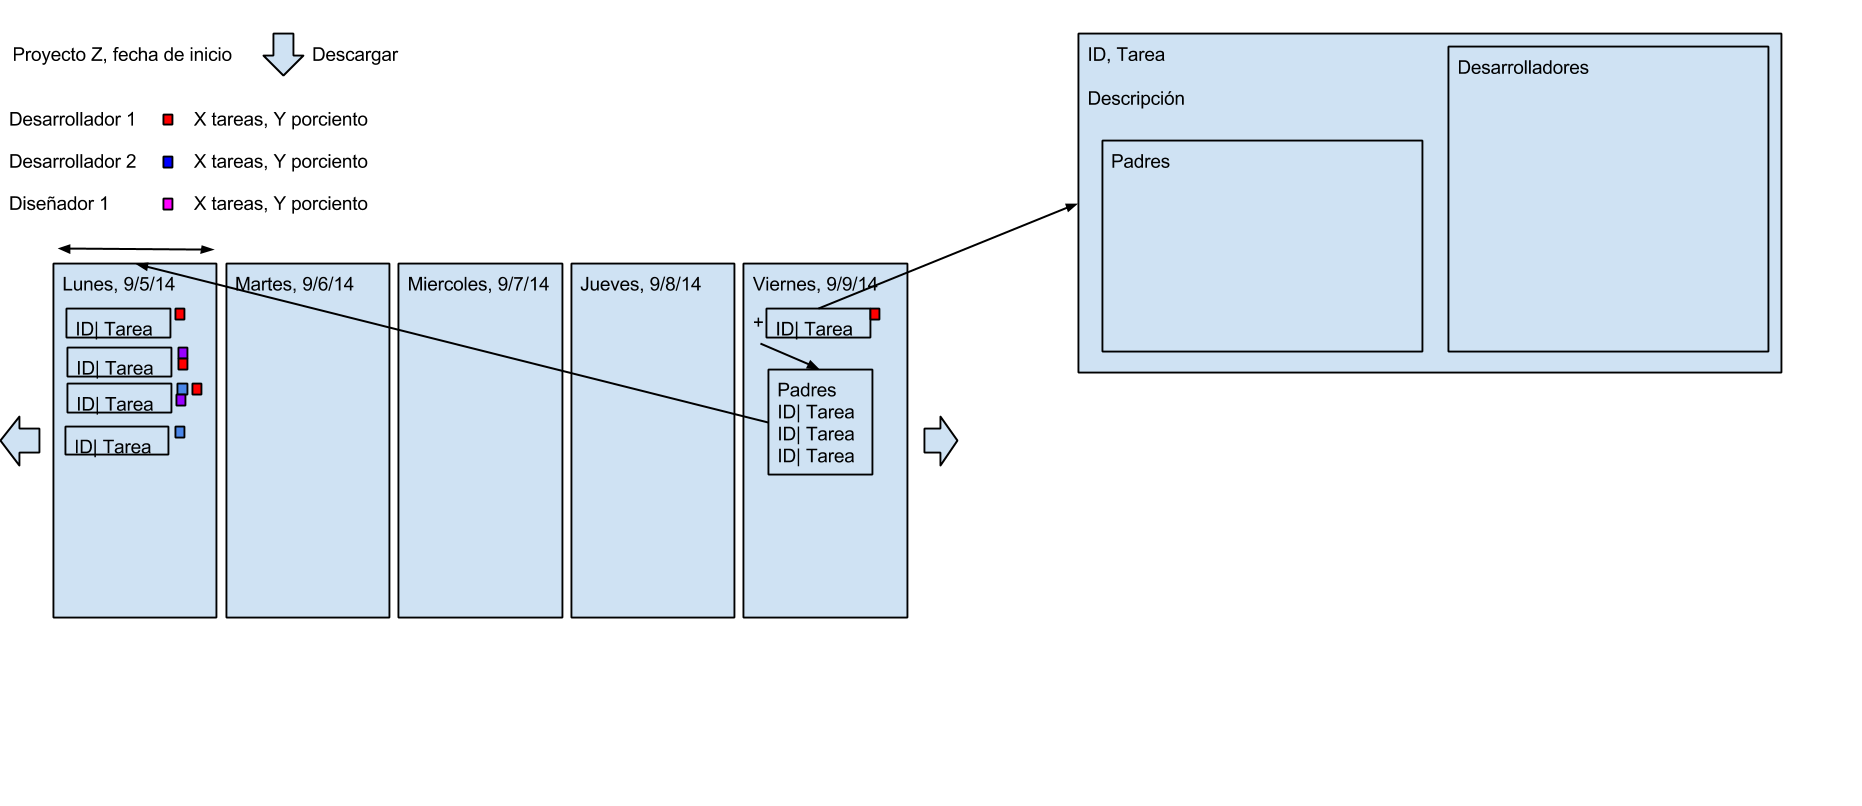 Proyecto Z, fecha de inicio
Descargar
Desarrollador 1
X tareas, Y porciento
Desarrollador 2
X tareas, Y porciento
Diseñador 1
X tareas, Y porciento
Lunes, 9/5/14
ID| Tarea
ID| Tarea
ID| Tarea
ID| Tarea
Martes, 9/6/14
Miercoles, 9/7/14
Jueves, 9/8/14
Viernes, 9/9/14
+
ID| Tarea
Padres
ID| Tarea
ID| Tarea
ID| Tarea
ID, Tarea
Descripción
Padres
Desarrolladores